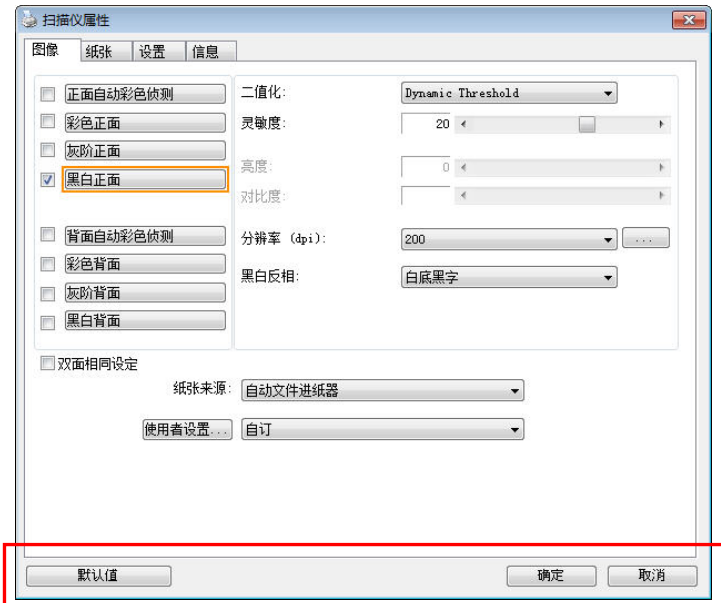 扫描仪属性
图像 纸张 设置 信息
正面自动彩色侦测
彩色正面
灰阶正面
黑白正面
背面自动彩色侦测
彩色背面
灰阶背面
黑白背面
二值化: Dynamic Threshold
灵敏度: 20
亮度: 0
对比度:
分辨率 (dpi): 200 ...
黑白反相: 白底黑字
双面相同设定
纸张来源: 自动文件进纸器
使用者设置... 自订
默认值 确定 取消